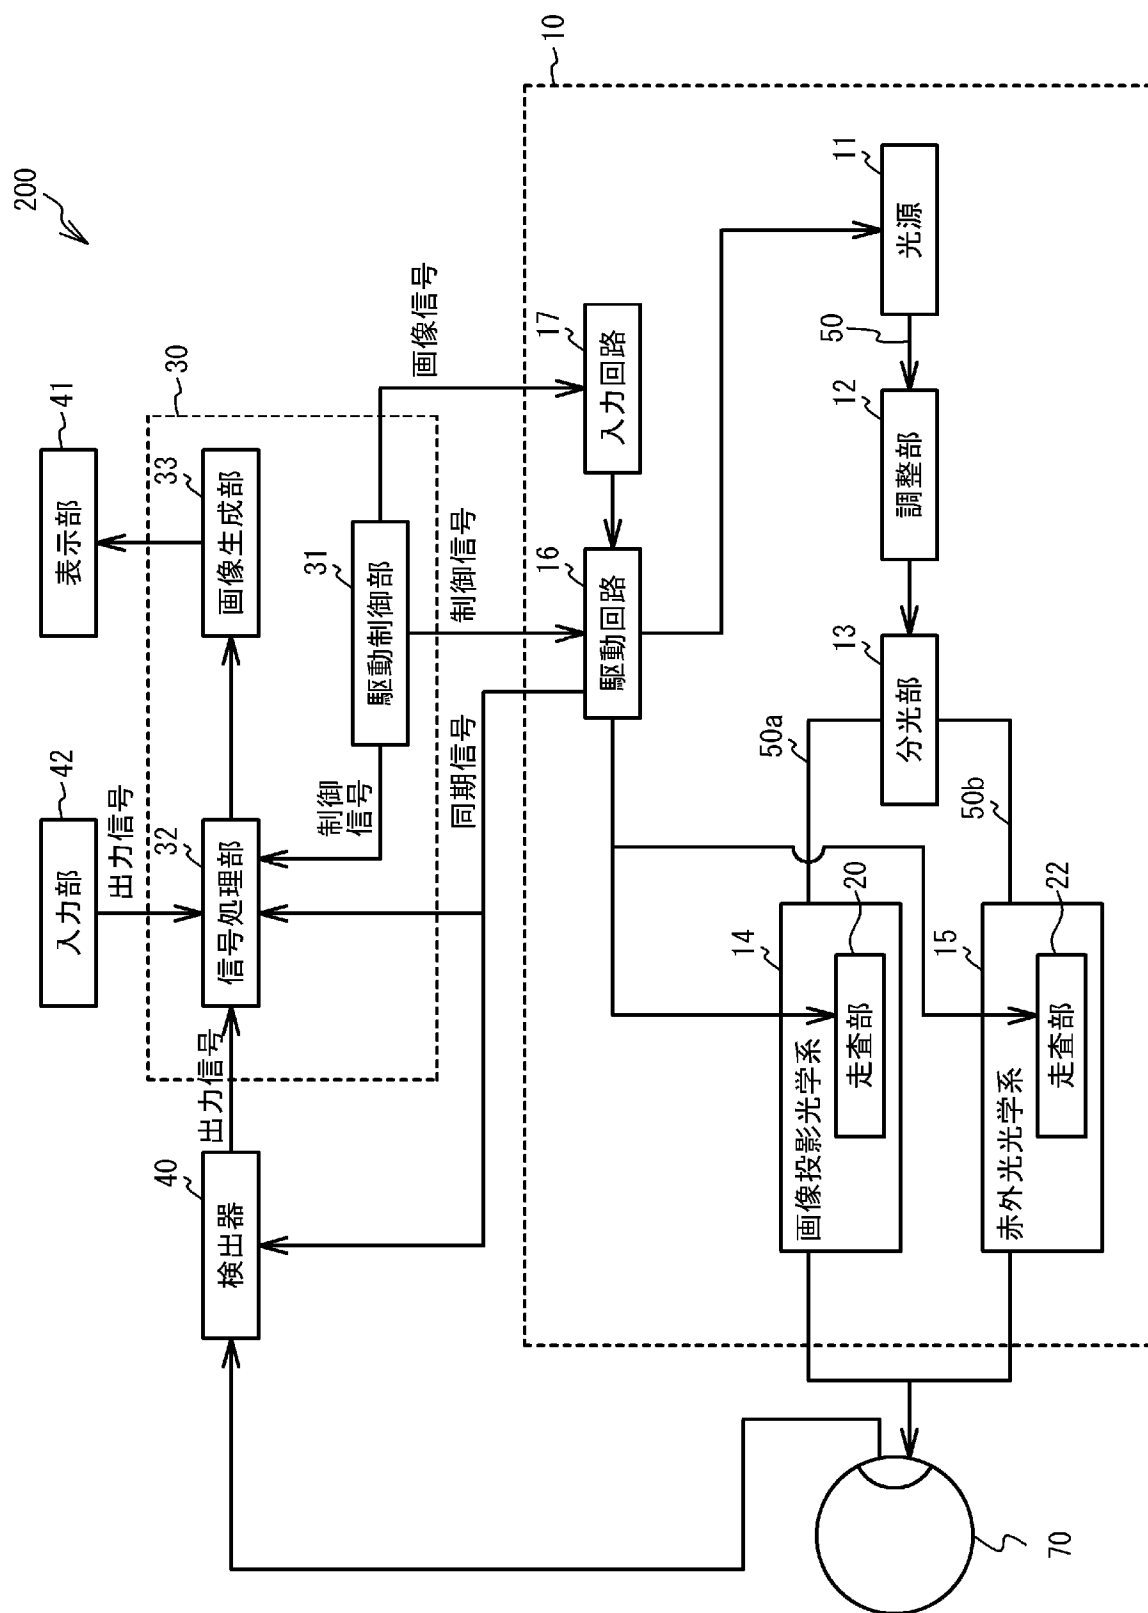 200
41
表示部
42
入力部
出力信号
30
33
画像生成部
32
信号処理部
31
駆動制御部
制御
信号
出力信号
40
検出器
画像信号
制御信号
同期信号
10
17
入力回路
16
駆動回路
11
光源
50
12
調整部
13
分光部
50a
50b
14
画像投影光学系
20
走査部
15
赤外光光学系
22
走査部
70